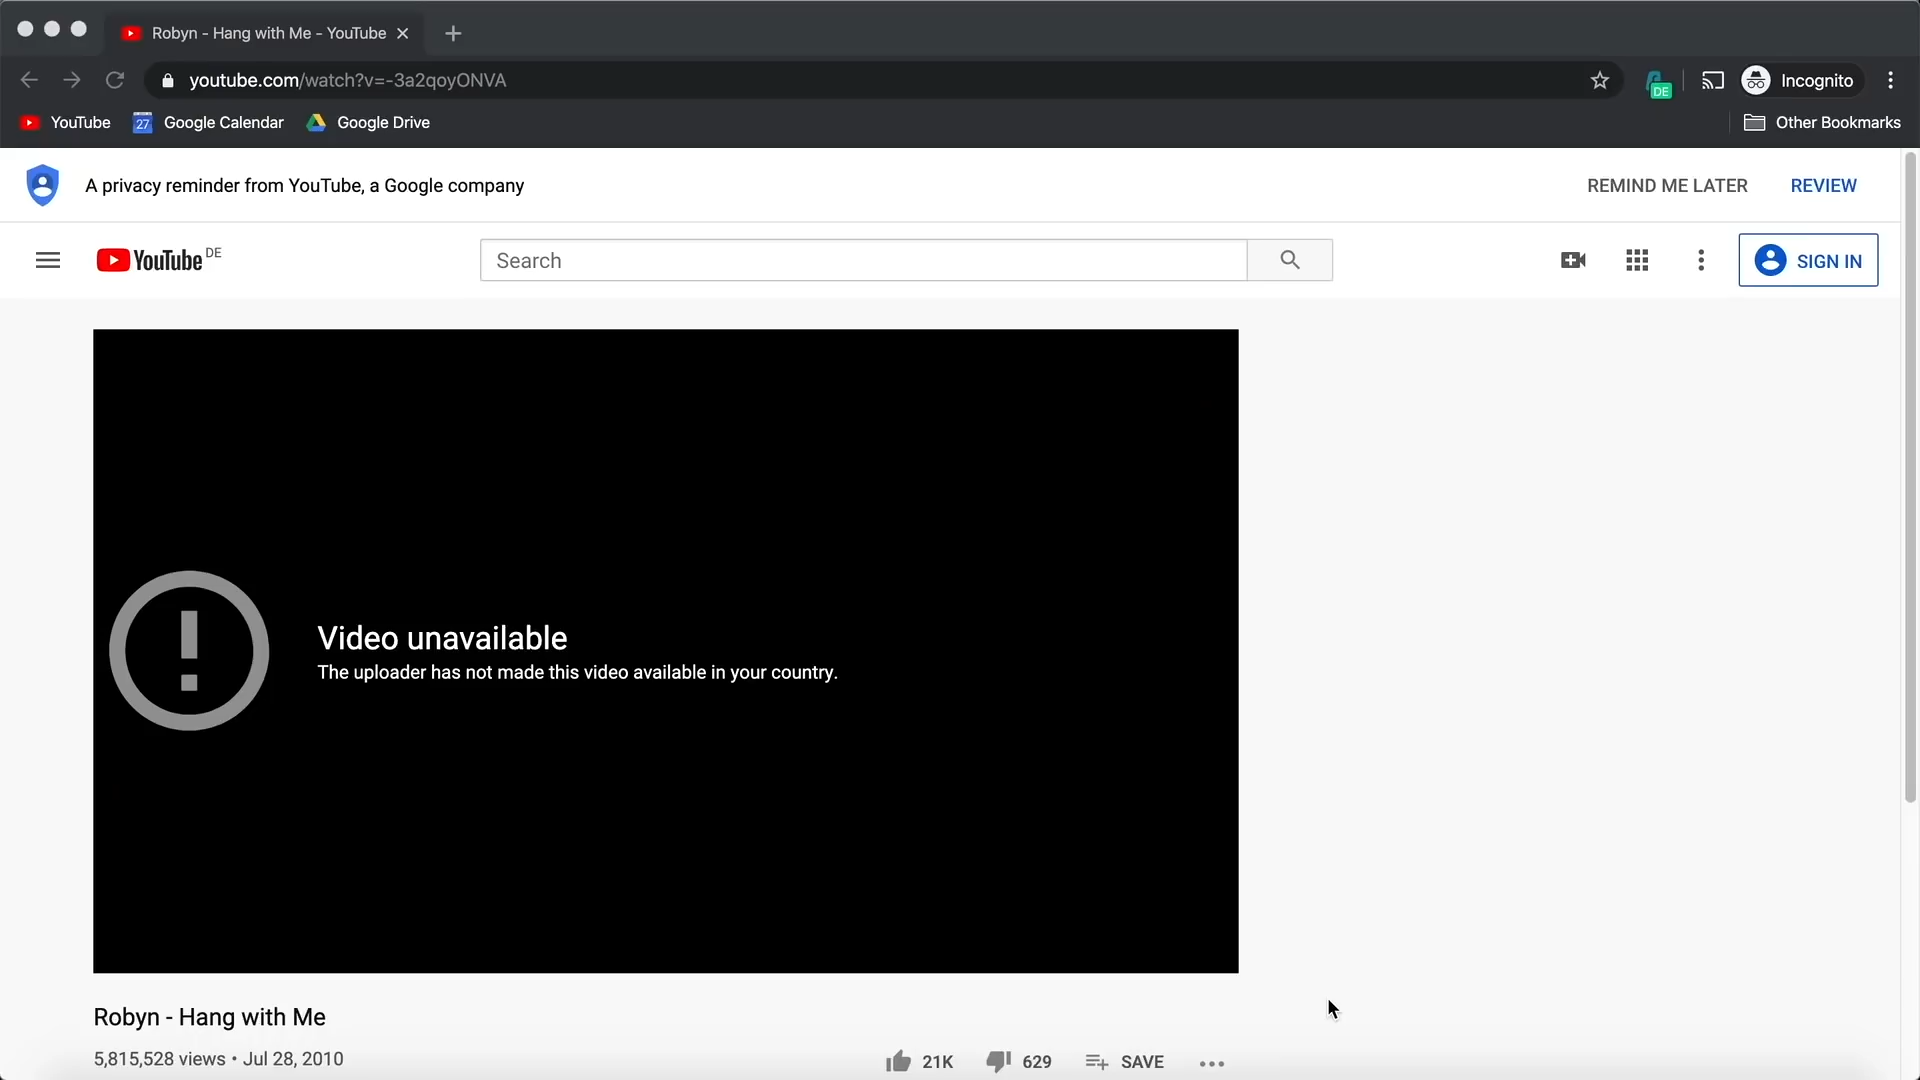 Robyn - Hang with Me - YouTube
youtube.com/watch?v=-3a2qoyONVA
DE
Incognito
YouTube
27
Google Calendar
Google Drive
Other Bookmarks
A privacy reminder from YouTube, a Google company
REMIND ME LATER
REVIEW
YouTube DE
Search
SIGN IN
Video unavailable
The uploader has not made this video available in your country.
Robyn - Hang with Me
5,815,528 views • Jul 28, 2010
21K
629
SAVE